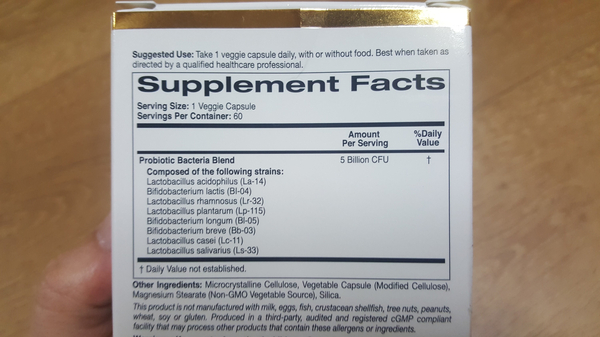 Suggested Use: Take 1 veggie capsule daily, with or without food. Best when taken as
directed by a qualified healthcare professional.
Supplement Facts
Serving Size: 1 Veggie Capsule
Servings Per Container: 60
Amount Per Serving
%Daily Value
Probiotic Bacteria Blend 5 Billion CFU †
Composed of the following strains:
Lactobacillus acidophilus (La-14)
Bifidobacterium lactis (Bl-04)
Lactobacillus rhamnosus (Lr-32)
Lactobacillus plantarum (Lp-115)
Bifidobacterium longum (Bl-05)
Bifidobacterium breve (Bb-03)
Lactobacillus casei (Lc-11)
Lactobacillus salivarius (Ls-33)
† Daily Value not established.
Other Ingredients: Microcrystalline Cellulose, Vegetable Capsule (Modified Cellulose),
Magnesium Stearate (Non-GMO Vegetable Source), Silica.
This product is not manufactured with milk, eggs, fish, crustacean shellfish, tree nuts, peanuts,
wheat, soy or gluten. Produced in a third-party, audited and registered cGMP compliant
facility that may process other products that contain these allergens or ingredients.